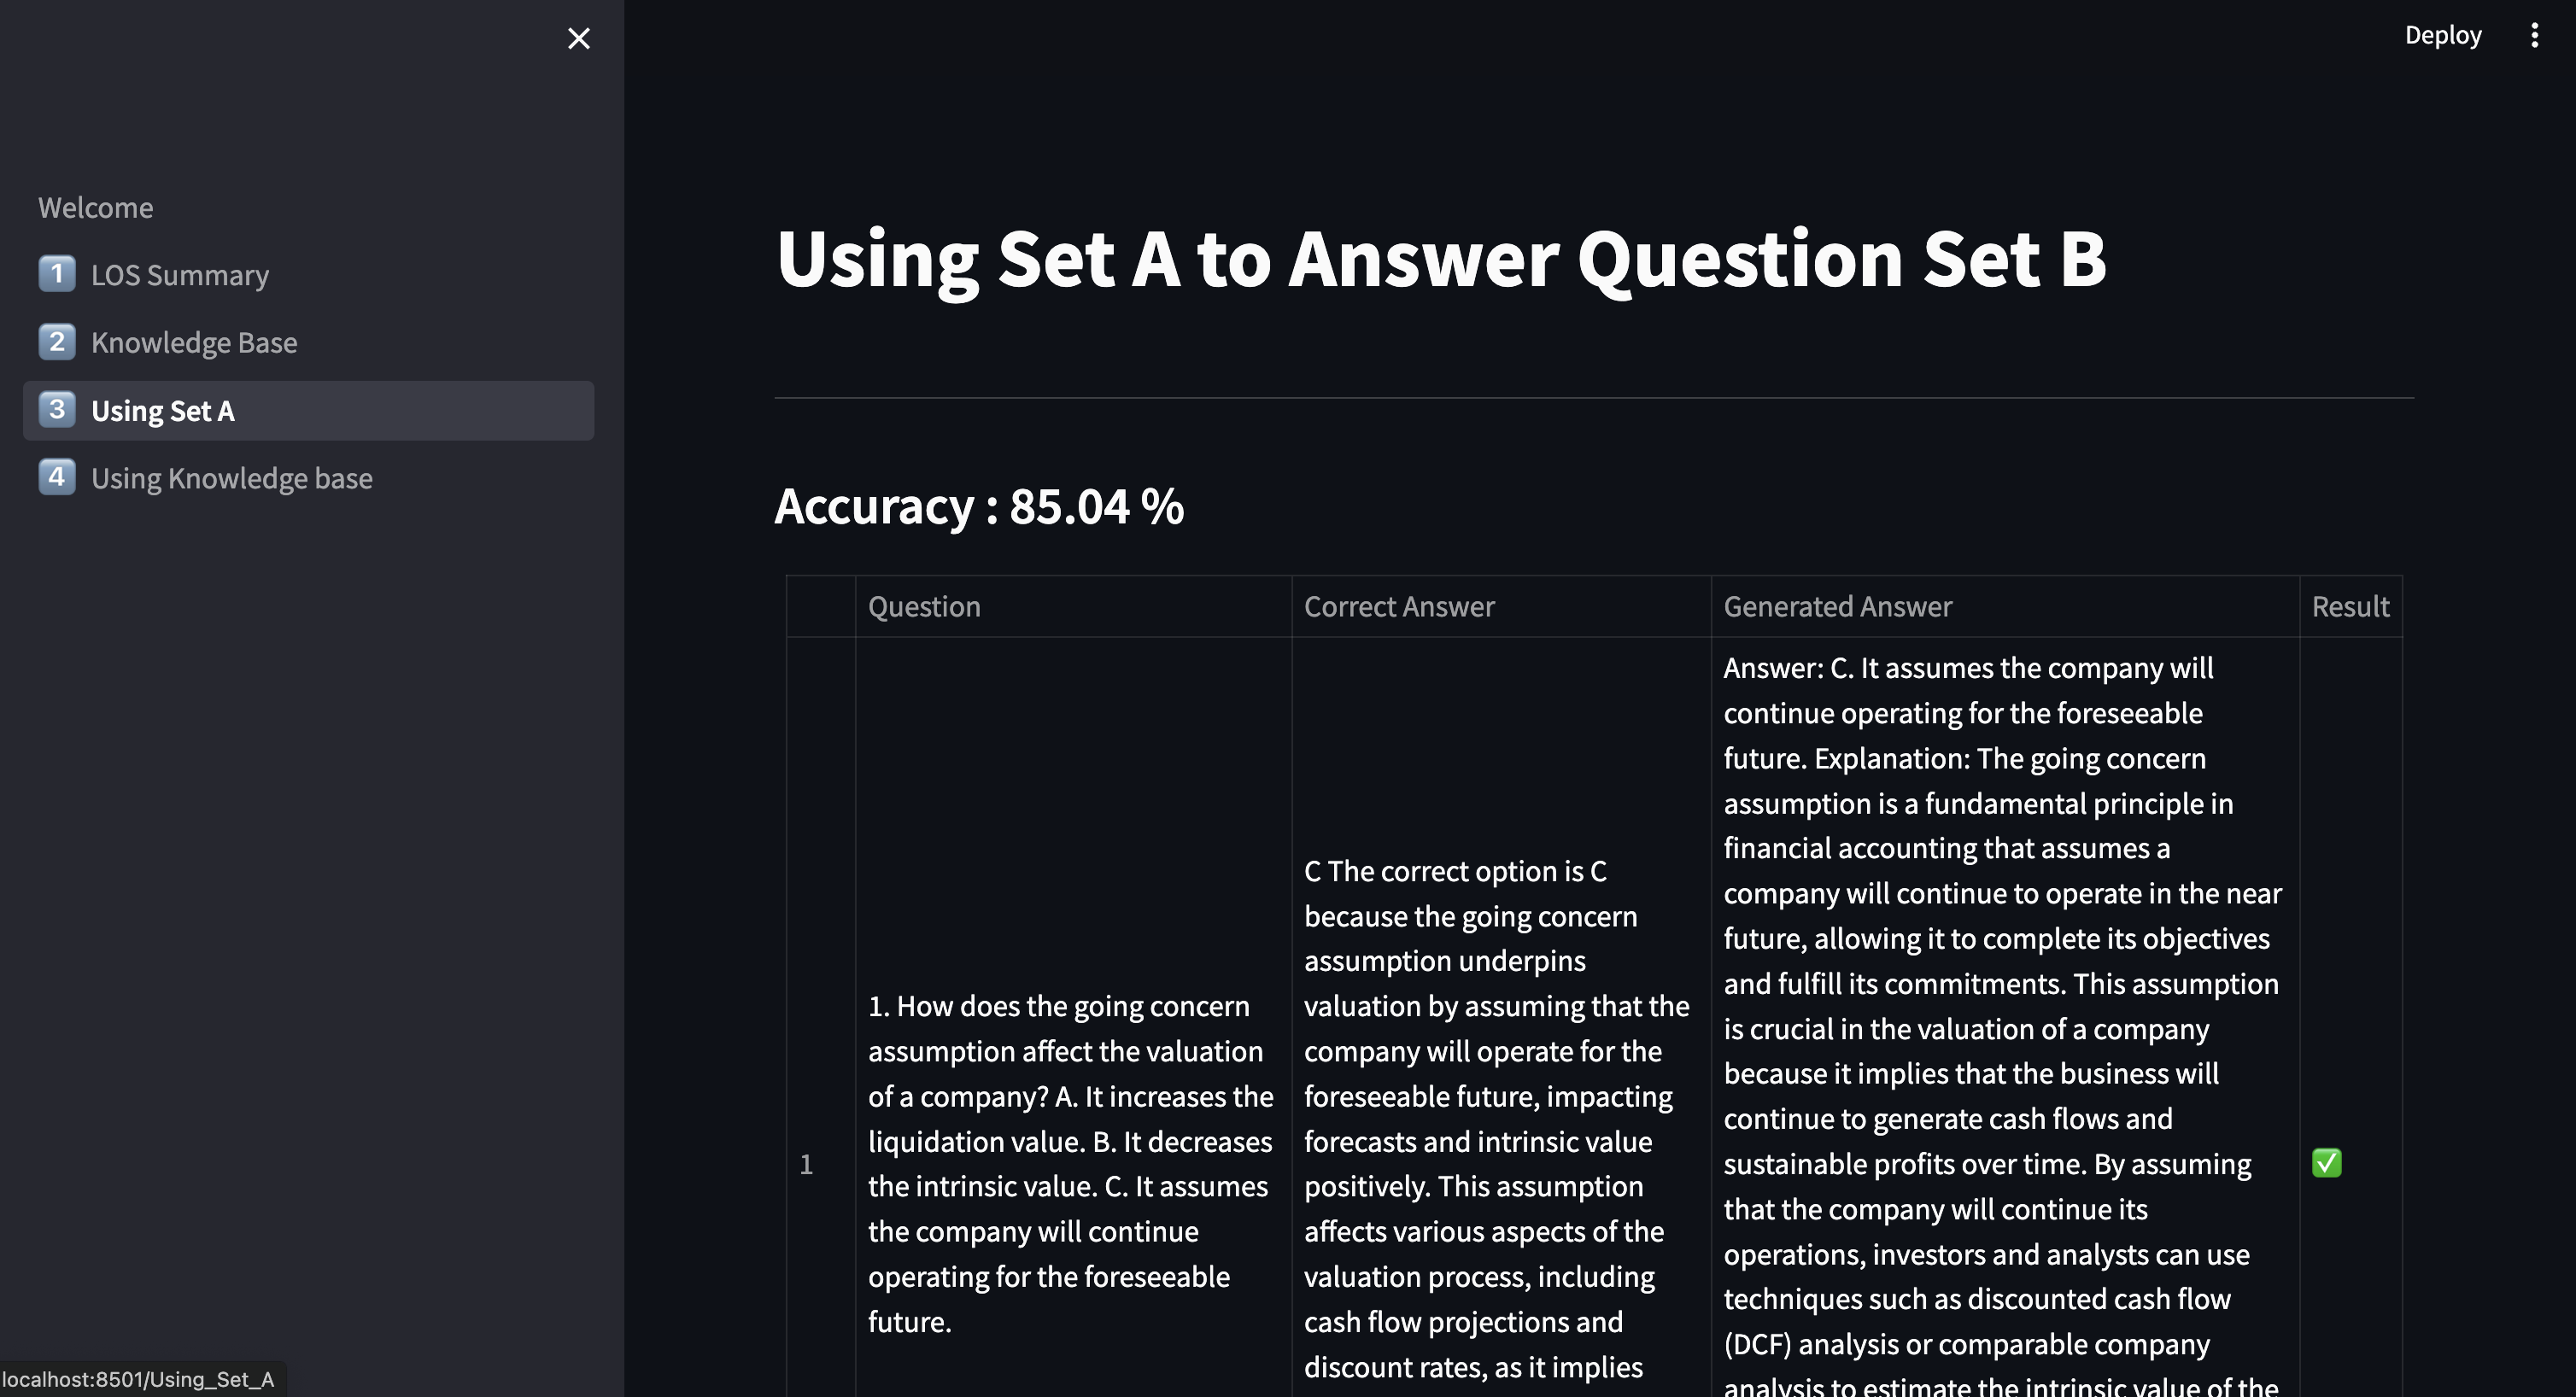 Deploy
Welcome
1 LOS Summary
2 Knowledge Base
3 Using Set A
4 Using Knowledge base
Using Set A to Answer Question Set B
Accuracy : 85.04 %
Question
Correct Answer
Generated Answer
Result
1
1. How does the going concern
assumption affect the valuation
of a company? A. It increases the
liquidation value. B. It decreases
the intrinsic value. C. It assumes
the company will continue
operating for the foreseeable
future.
C The correct option is C
because the going concern
assumption underpins
valuation by assuming that the
company will operate for the
foreseeable future, impacting
forecasts and intrinsic value
positively. This assumption
affects various aspects of the
valuation process, including
cash flow projections and
discount rates, as it implies
Answer: C. It assumes the company will
continue operating for the foreseeable
future. Explanation: The going concern
assumption is a fundamental principle in
financial accounting that assumes a
company will continue to operate in the near
future, allowing it to complete its objectives
and fulfill its commitments. This assumption
is crucial in the valuation of a company
because it implies that the business will
continue to generate cash flows and
sustainable profits over time. By assuming
that the company will continue its
operations, investors and analysts can use
techniques such as discounted cash flow
(DCF) analysis or comparable company
analysis to estimate the intrinsic value of the
localhost:8501/Using_Set_A